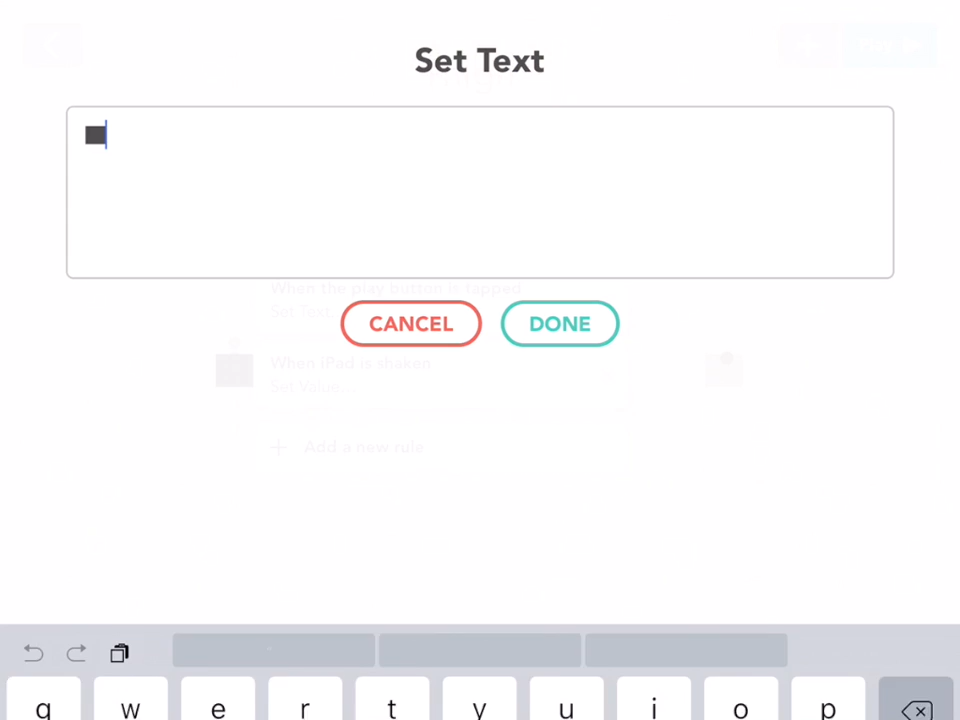 Set Text
When the play button is tapped
Set Text...
CANCEL
DONE
When iPad is shaken
Set Value...
Add a new rule
q w e r t y u i o p